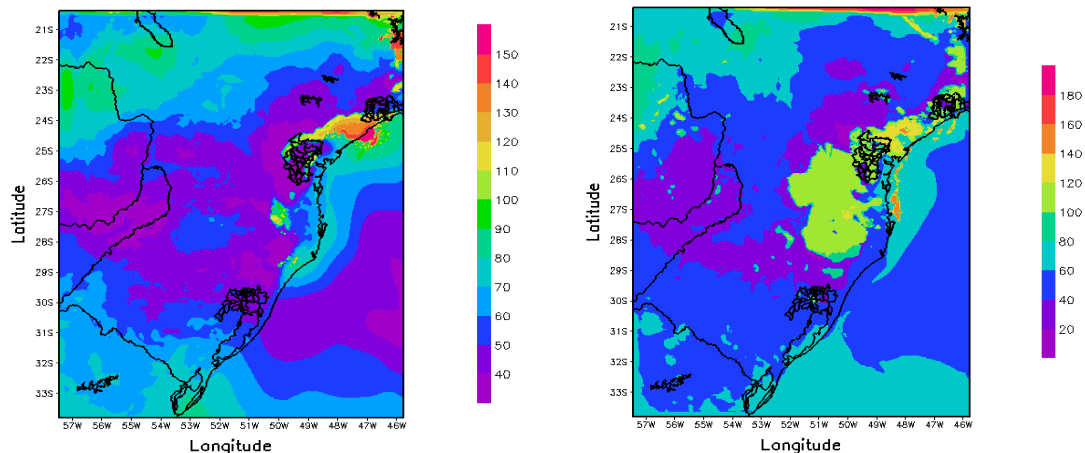 21S
22S
23S
24S
25S
26S
27S
28S
29S
30S
31S
32S
33S
57W 56W 55W 54W 53W 52W 51W 50W 49W 48W 47W 46W
Latitude
Longitude
150
140
130
120
110
100
90
80
70
60
50
40
21S
22S
23S
24S
25S
26S
27S
28S
29S
30S
31S
32S
33S
57W 56W 55W 54W 53W 52W 51W 50W 49W 48W 47W 46W
Latitude
Longitude
180
160
140
120
100
80
60
40
20